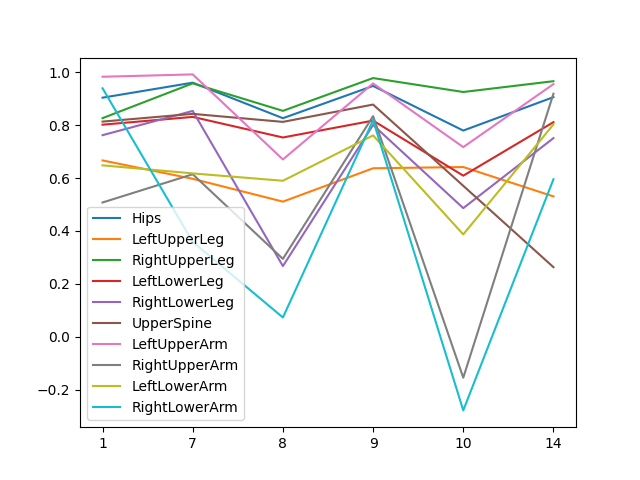 1.0
0.8
0.6
0.4
0.2
0.0
−0.2
Hips
LeftUpperLeg
RightUpperLeg
LeftLowerLeg
RightLowerLeg
UpperSpine
LeftUpperArm
RightUpperArm
LeftLowerArm
RightLowerArm
1 7 8 9 10 14